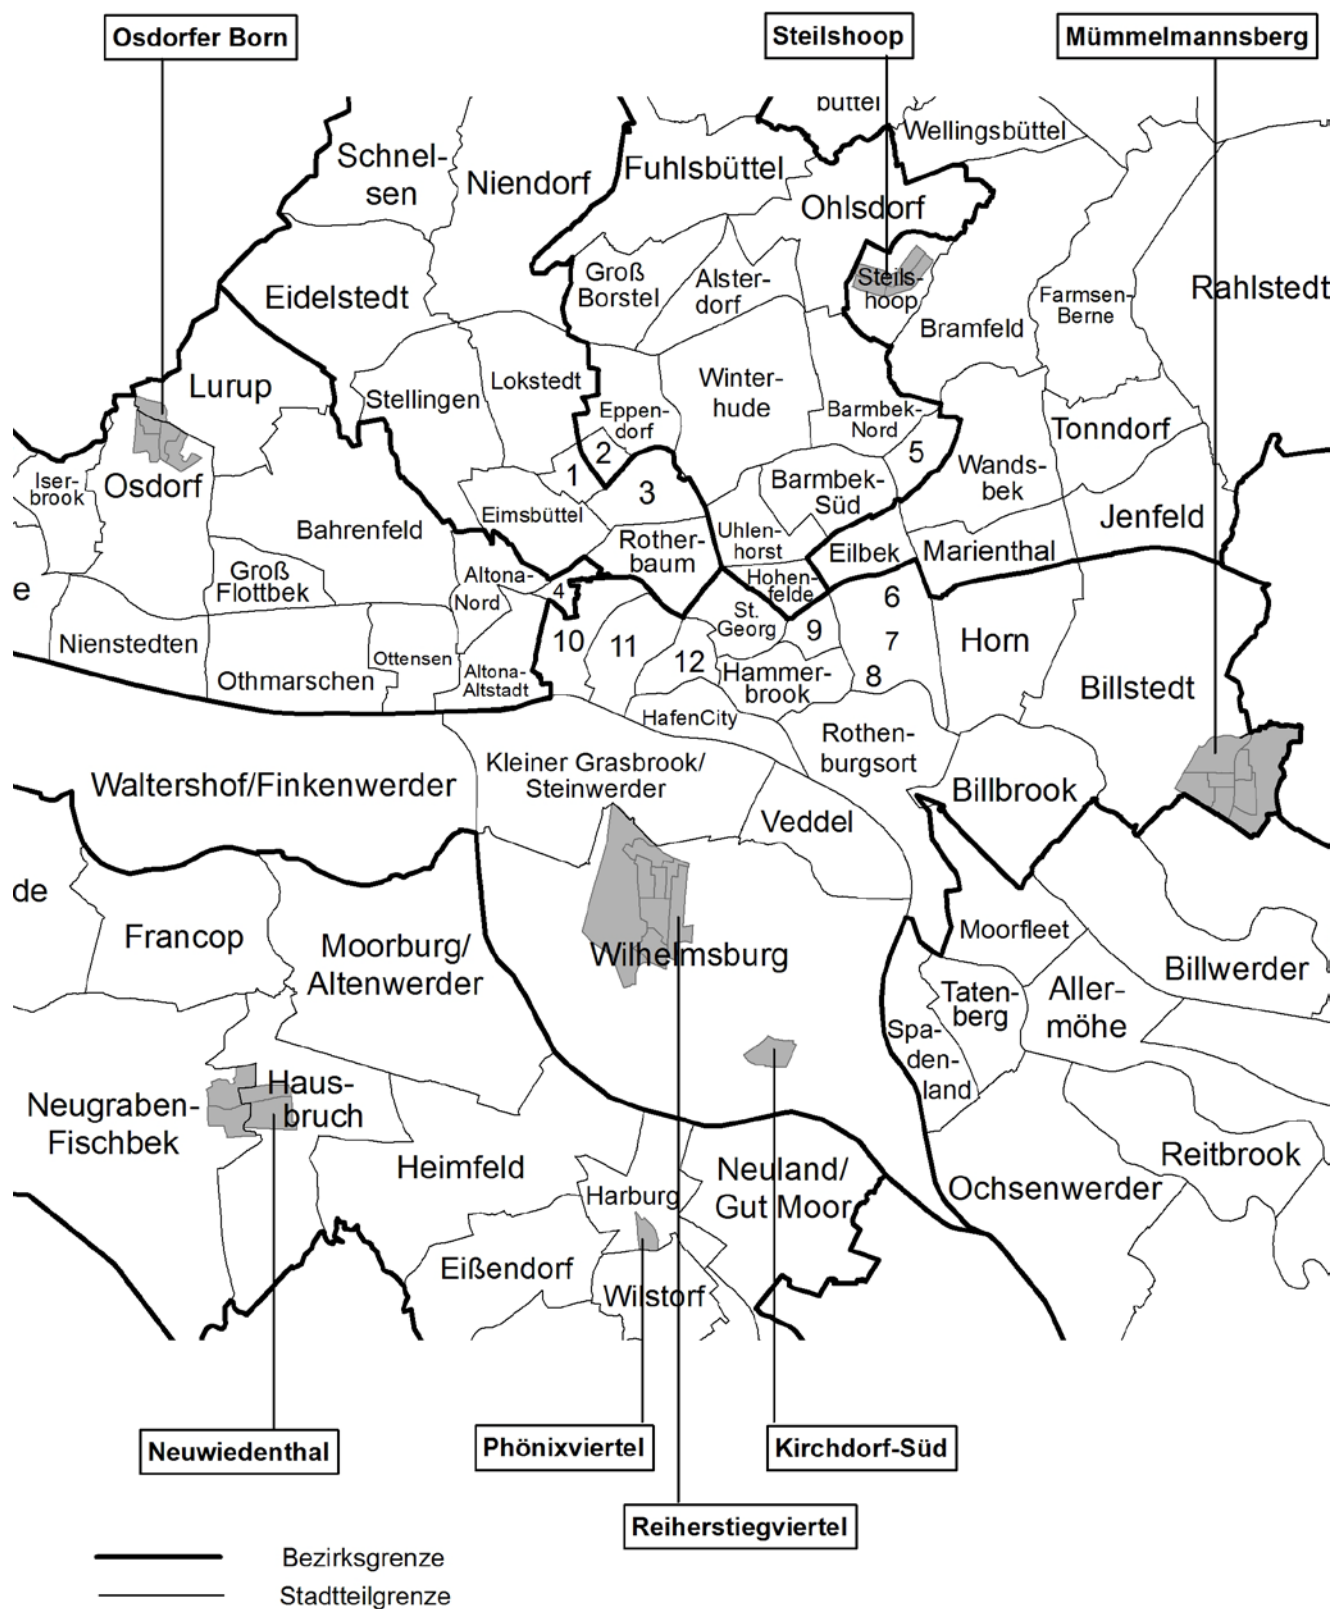 Osdorfer Born
Steilshoop
Mümmelmannsberg
büttel
Wellingsbüttel
Schnel-
sen
Niendorf
Fuhlsbüttel
Ohlsdorf
Groß
Borstel
Alster-
dorf
Steils-
hoop
Bramfeld
Farmsen-
Berne
Rahlstedt
Eidelstedt
Lurup
Stellingen
Lokstedt
Eppen-
dorf
Winter-
hude
Barmbek-
Nord
5
Tonndorf
Wands-
bek
Iser-
brook
Osdorf
1
2
3
Barmbek-
Süd
Jenfeld
Bahrenfeld
Eimsbüttel
Rother-
baum
Uhlen-
horst
Eilbek
Marienthal
e
Groß
Flottbek
Altona-
Nord
4
Hohen-
felde
St.
Georg
9
6
7
8
Horn
Nienstedten
Othmarschen
Ottensen
Altona-
Altstadt
10
11
12
Hammer-
brook
HafenCity
Billstedt
Rothen-
burgsort
Waltershof/Finkenwerder
Kleiner Grasbrook/
Steinwerder
Veddel
Billbrook
de
Francop
Moorburg/
Altenwerder
Wilhelmsburg
Moorfleet
Billwerder
Taten-
berg
Aller-
möhe
Spa-
den-
land
Neugraben-
Fischbek
Haus-
bruch
Heimfeld
Harburg
Neuland/
Gut Moor
Ochsenwerder
Reitbrook
Eißendorf
Wilstorf
Neuwiedenthal
Phönixviertel
Kirchdorf-Süd
Reiherstiegviertel
Bezirksgrenze
Stadtteilgrenze